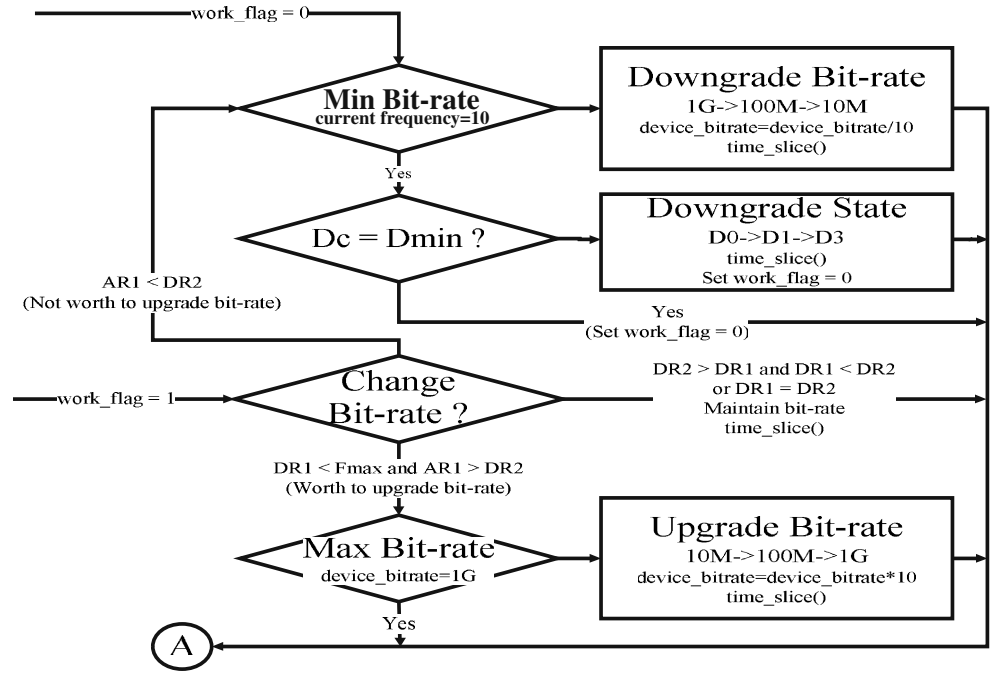 work_flag = 0
Min Bit-rate
current frequency=10
Downgrade Bit-rate
1G->100M->10M
device_bitrate=device_bitrate/10
time_slice()
Yes
Dc = Dmin ?
Downgrade State
D0->D1->D3
time_slice()
Set work_flag = 0
AR1 < DR2
(Not worth to upgrade bit-rate)
Yes
(Set work_flag = 0)
Change
Bit-rate ?
work_flag = 1
DR2 > DR1 and DR1 < DR2
or DR1 = DR2
Maintain bit-rate
time_slice()
DR1 < Fmax and AR1 > DR2
(Worth to upgrade bit-rate)
Max Bit-rate
device_bitrate=1G
Upgrade Bit-rate
10M->100M->1G
device_bitrate=device_bitrate*10
time_slice()
Yes
A